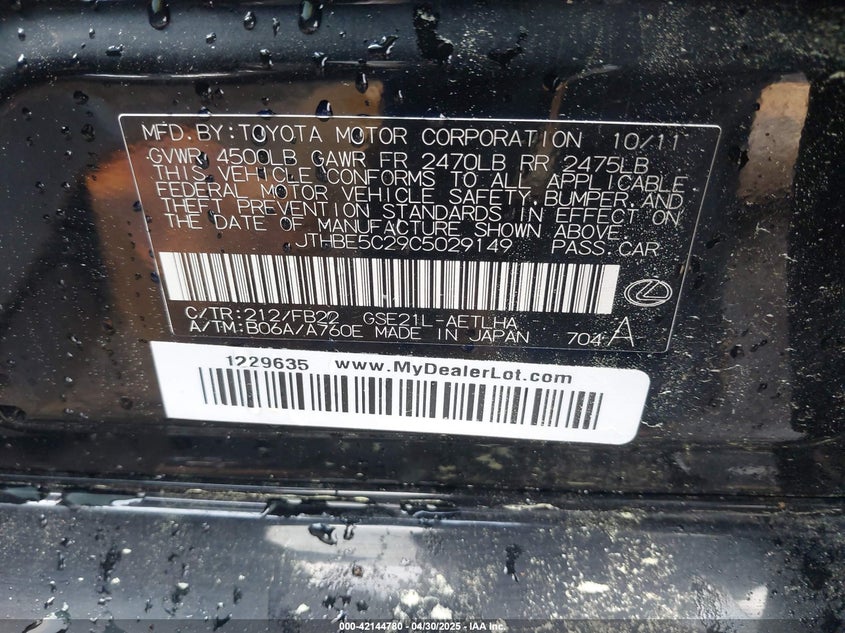 MFD. BY: TOYOTA MOTOR CORPORATION 10/11
GVWR 4500LB GAWR FR 2470LB RR 2475LB
THIS VEHICLE CONFORMS TO ALL APPLICABLE
FEDERAL MOTOR VEHICLE SAFETY, BUMPER, AND
THEFT PREVENTION STANDARDS IN EFFECT ON
THE DATE OF MANUFACTURE SHOWN ABOVE.
JTHBE5C29C5029149 PASS.CAR
C/TR:212/FB22 GSE21L-AETLHA
A/TM:B06A/A760E MADE IN JAPAN 704 A
1229635 www.MyDealerLot.com
000-42144780 - 04/30/2025 - IAA Inc.